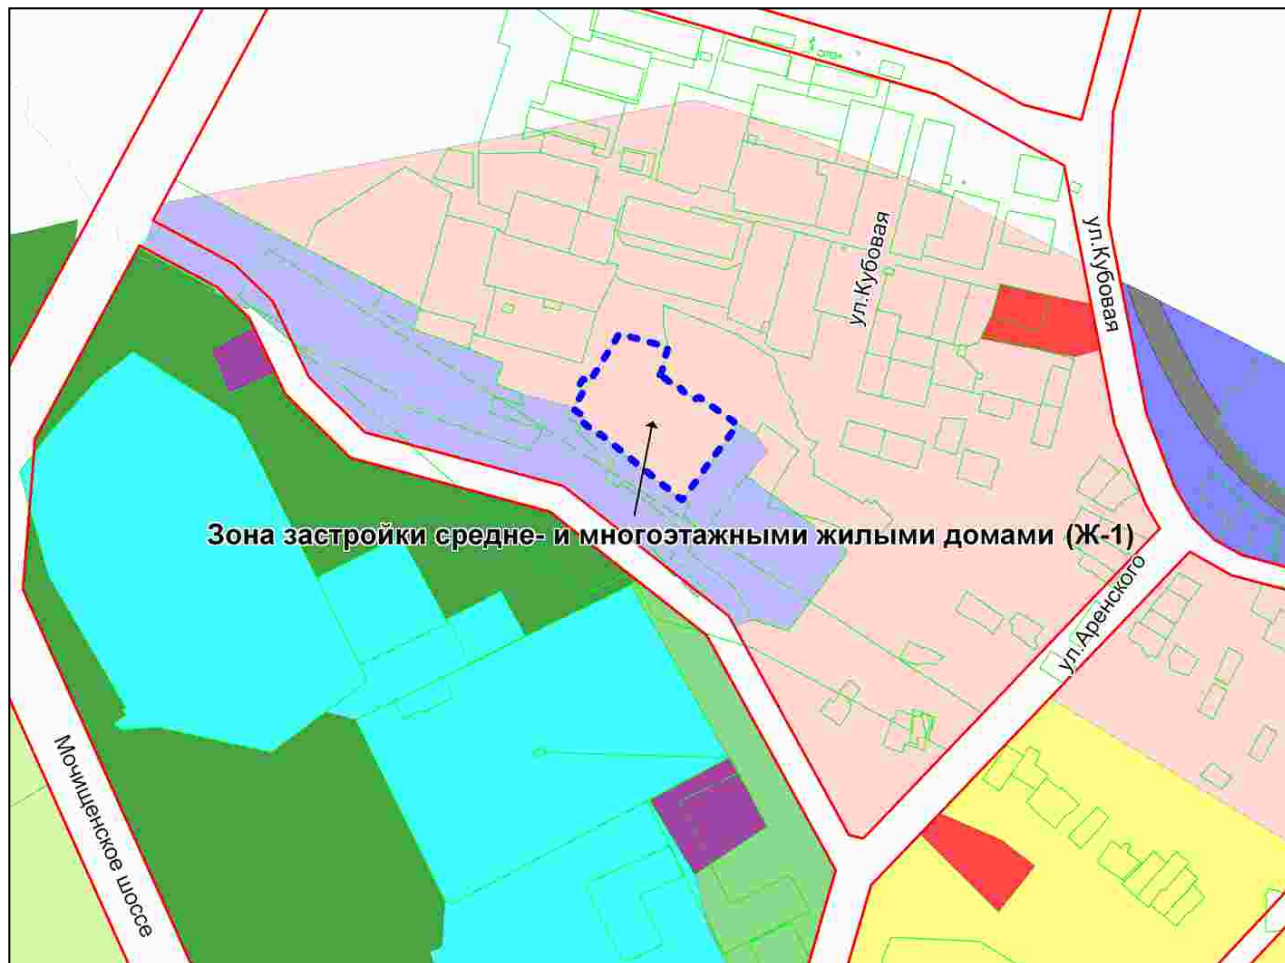 ул.Кубовая
ул.Кубовая
Зона застройки средне- и многоэтажными жилыми домами (Ж-1)
ул.Аренского
Мочищенское шоссе